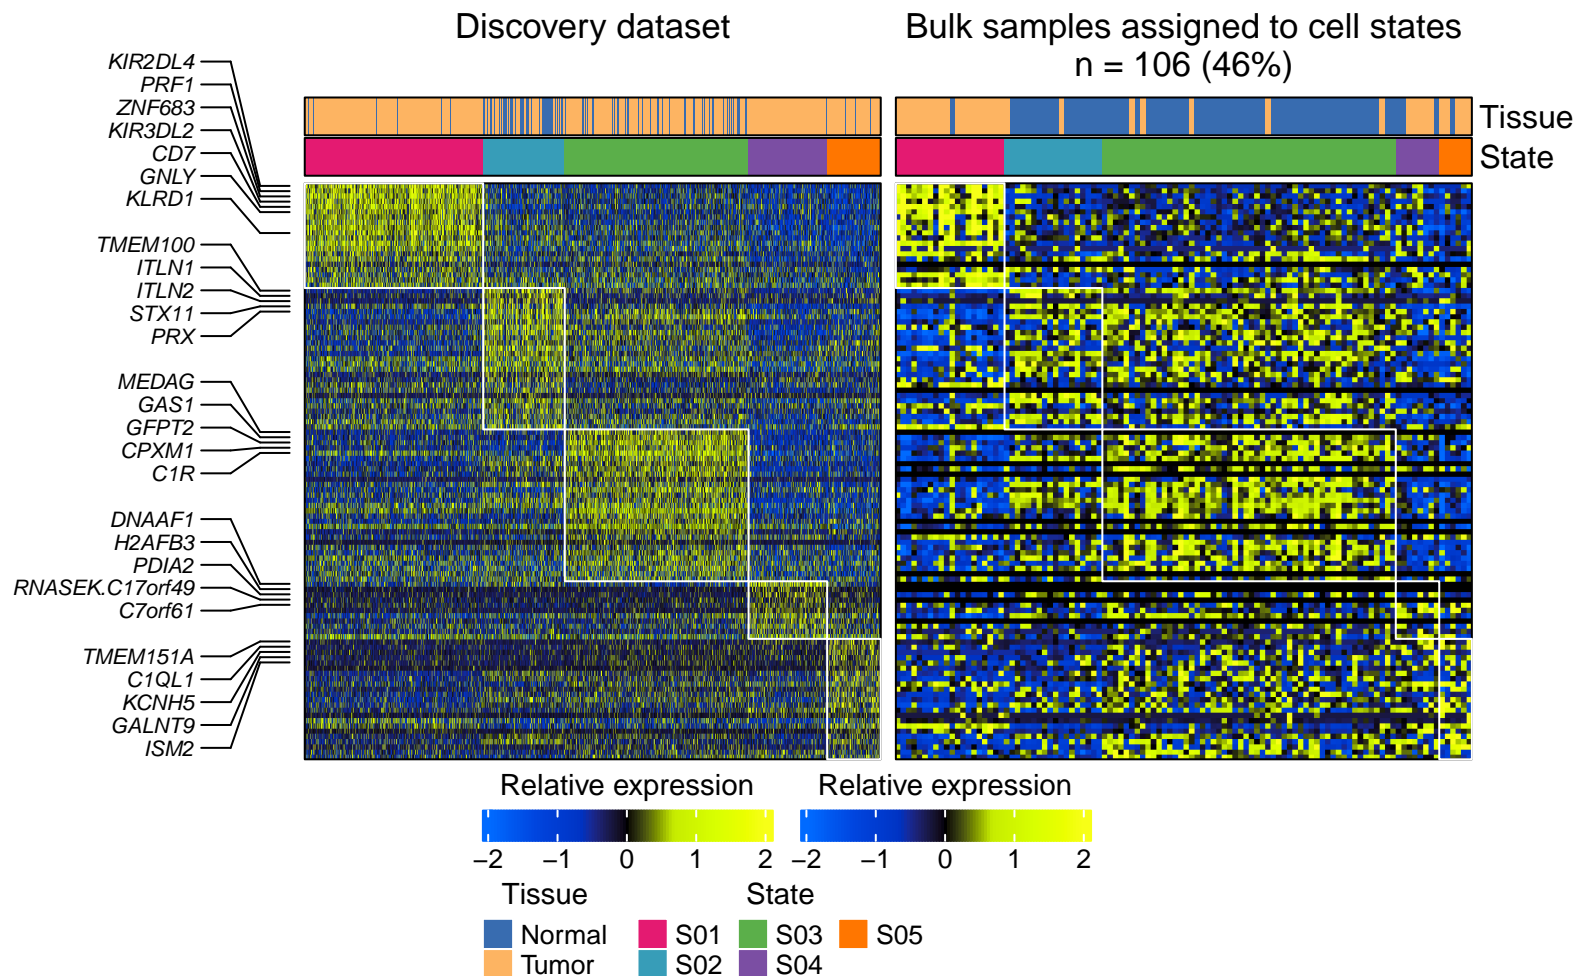 Discovery dataset
Bulk samples assigned to cell states
n = 106 (46%)
Tissue
State
KIR2DL4
PRF1
ZNF683
KIR3DL2
CD7
GNLY
KLRD1
TMEM100
ITLN1
ITLN2
STX11
PRX
MEDAG
GAS1
GFPT2
CPXM1
C1R
DNAAF1
H2AFB3
PDIA2
RNASEK.C17orf49
C7orf61
TMEM151A
C1QL1
KCNH5
GALNT9
ISM2
Relative expression
−2 −1 0 1 2
Relative expression
−2 −1 0 1 2
Tissue
Normal
Tumor
State
S01
S02
S03
S04
S05